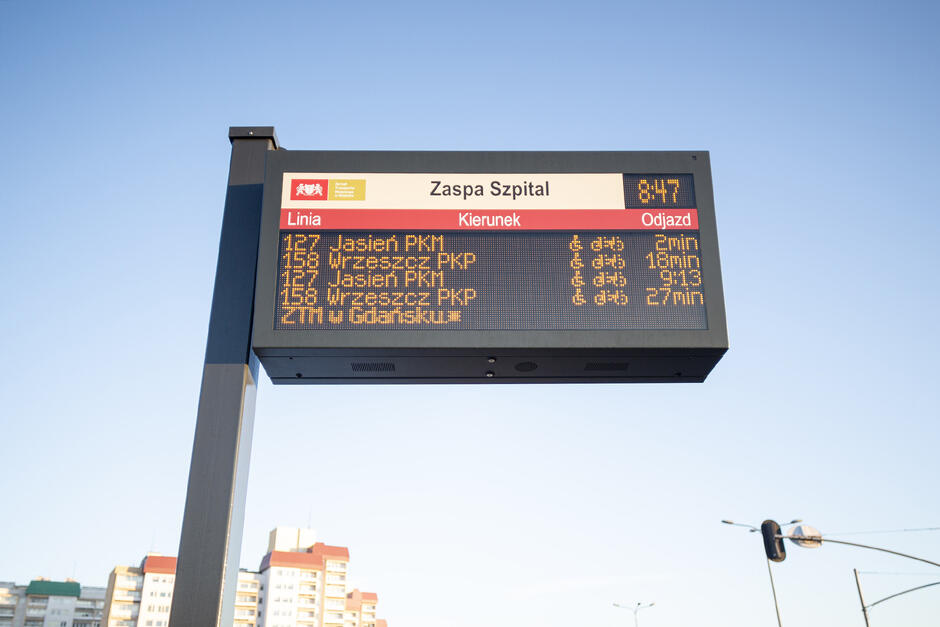 Zaspa Szpital 8:47
Linia Kierunek Odjazd
127 Jasień PKM 2min
158 Wrzeszcz PKP 18min
127 Jasień PKM 9:13
158 Wrzeszcz PKP 27min
ZTM w Gdańsku